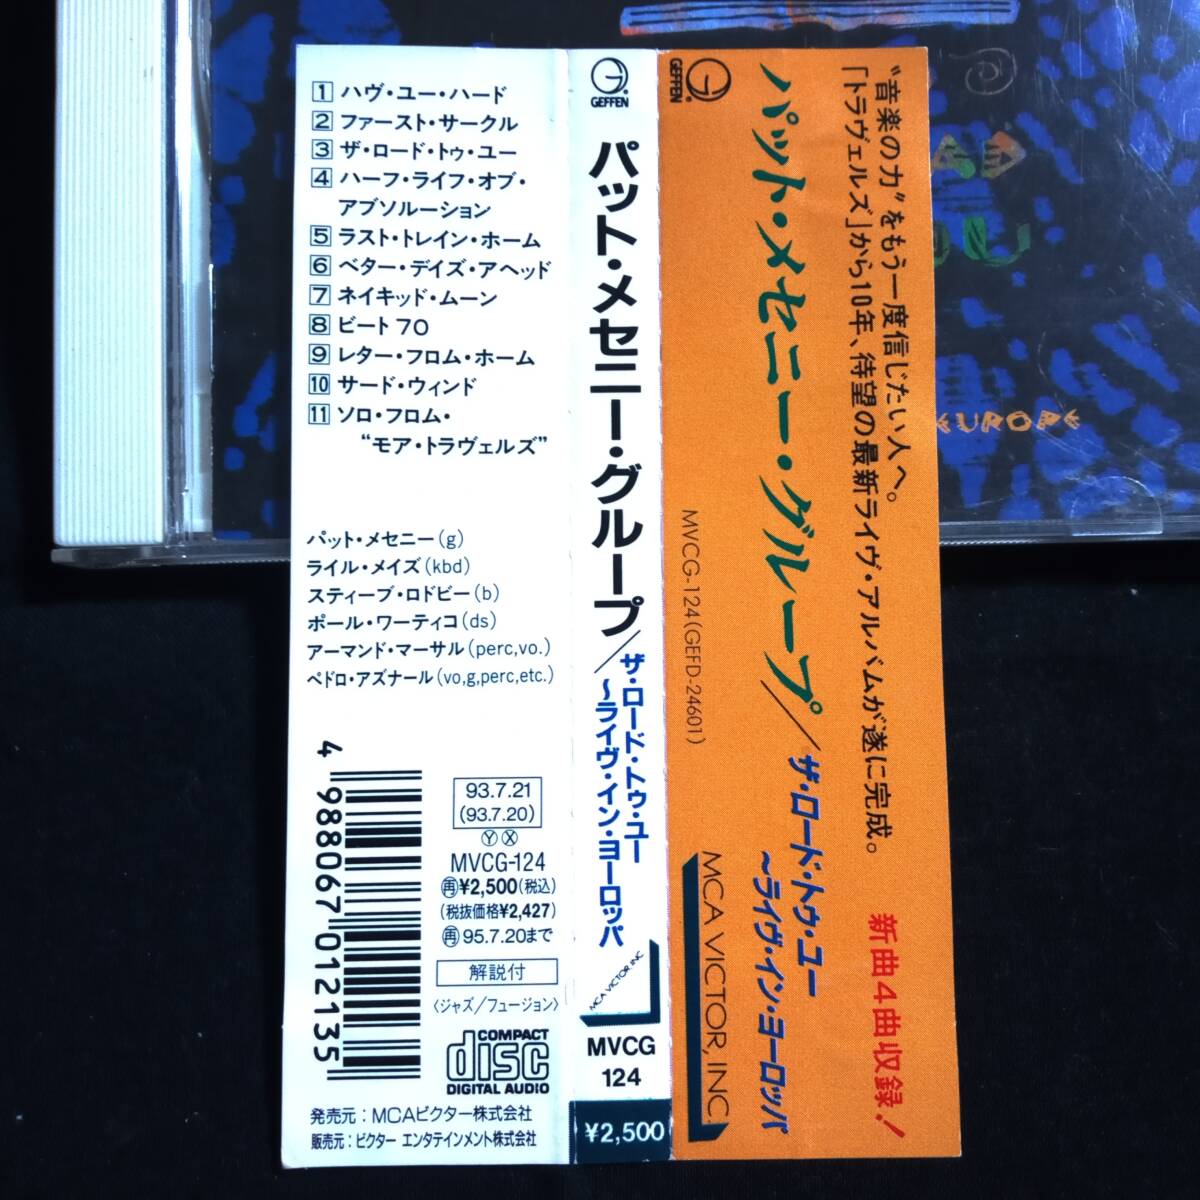 1 ハヴ・ユー・ハード
2 ファースト・サークル
3 ザ・ロード・トゥ・ユー
4 ハーフ・ライフ・オブ・
アブソルーション
5 ラスト・トレイン・ホーム
6 ベター・デイズ・アヘッド
7 ネイキッド・ムーン
8 ビート70
9 レター・フロム・ホーム
10 サード・ウィンド
11 ソロ・フロム・
“モア・トラヴェルズ”
パット・メセニー(g)
ライル・メイズ(kbd)
スティーブ・ロドビー(b)
ポール・ワーティコ(ds)
アーマンド・マーサル(perc,vo.)
ペドロ・アズナール(vo,g,perc,etc.)
4 988067 012135
93.7.21
(93.7.20)
Ⓨ Ⓧ
MVCG-124
㊢¥2,500(税込)
(税抜価格¥2,427)
㊢95.7.20まで
解説付
〈ジャズ/フュージョン〉
COMPACT
disc
DIGITAL AUDIO
発売元:MCAビクター株式会社
販売元:ビクター エンタテインメント株式会社
GEFFEN
パット・メセニー・グループ/
ザ・ロード・トゥ・ユー
〜ライヴ・イン・ヨーロッパ
MCA VICTOR, INC
MVCG
124
¥2,500
“音楽の力”をもう一度信じたい人へ。
「トラヴェルズ」から10年、待望の最新ライヴ・アルバムが遂に完成。
新曲4曲収録!
GEFFEN
パット・メセニー・グループ/
ザ・ロード・トゥ・ユー
〜ライヴ・イン・ヨーロッパ
MVCG-124(GEFD-24601)
MCA VICTOR, INC.